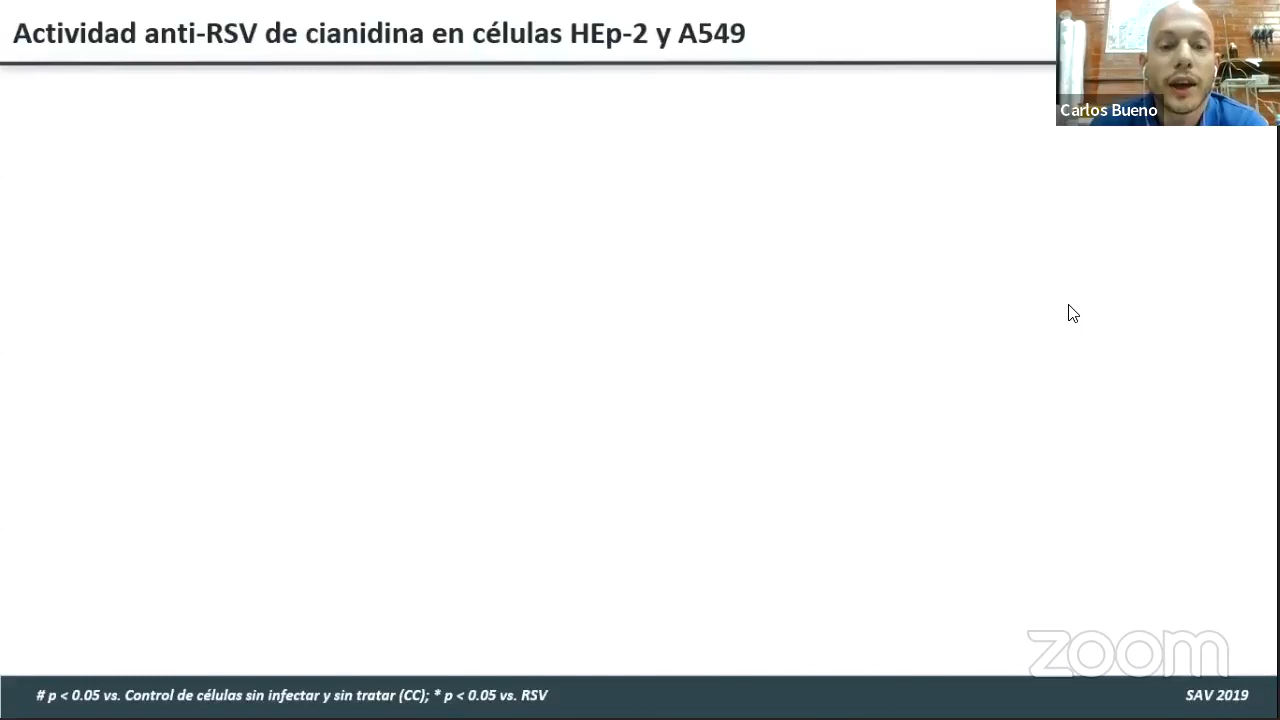 Actividad anti-RSV de cianidina en células HEp-2 y A549
Carlos Bueno
zoom
# p < 0.05 vs. Control de células sin infectar y sin tratar (CC); * p < 0.05 vs. RSV
SAV 2019